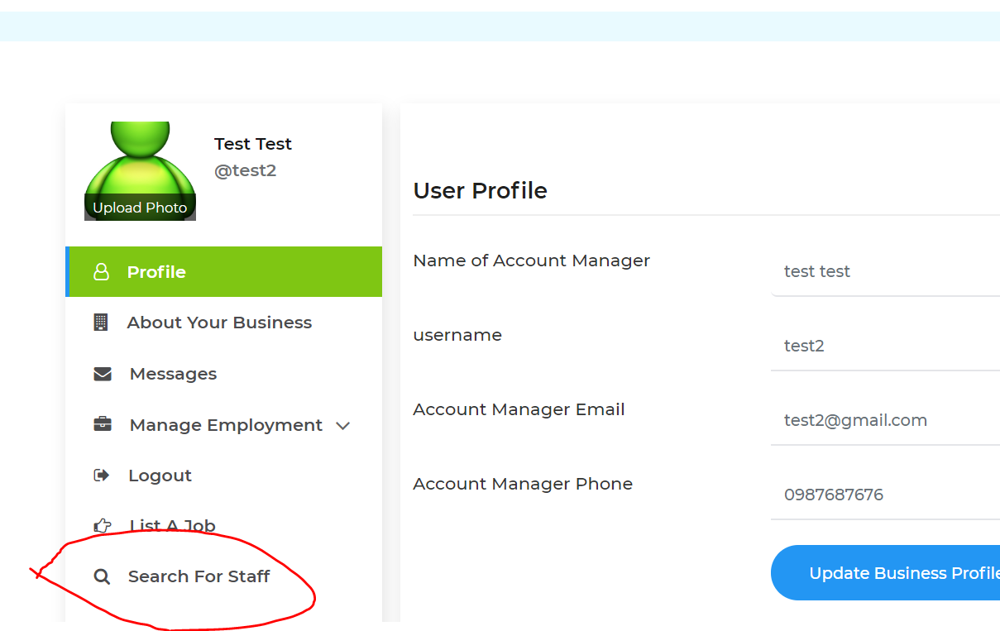 Test Test
@test2
Upload Photo
Profile
About Your Business
Messages
Manage Employment
Logout
List A Job
Search For Staff
User Profile
Name of Account Manager
test test
username
test2
Account Manager Email
test2@gmail.com
Account Manager Phone
0987687676
Update Business Profile